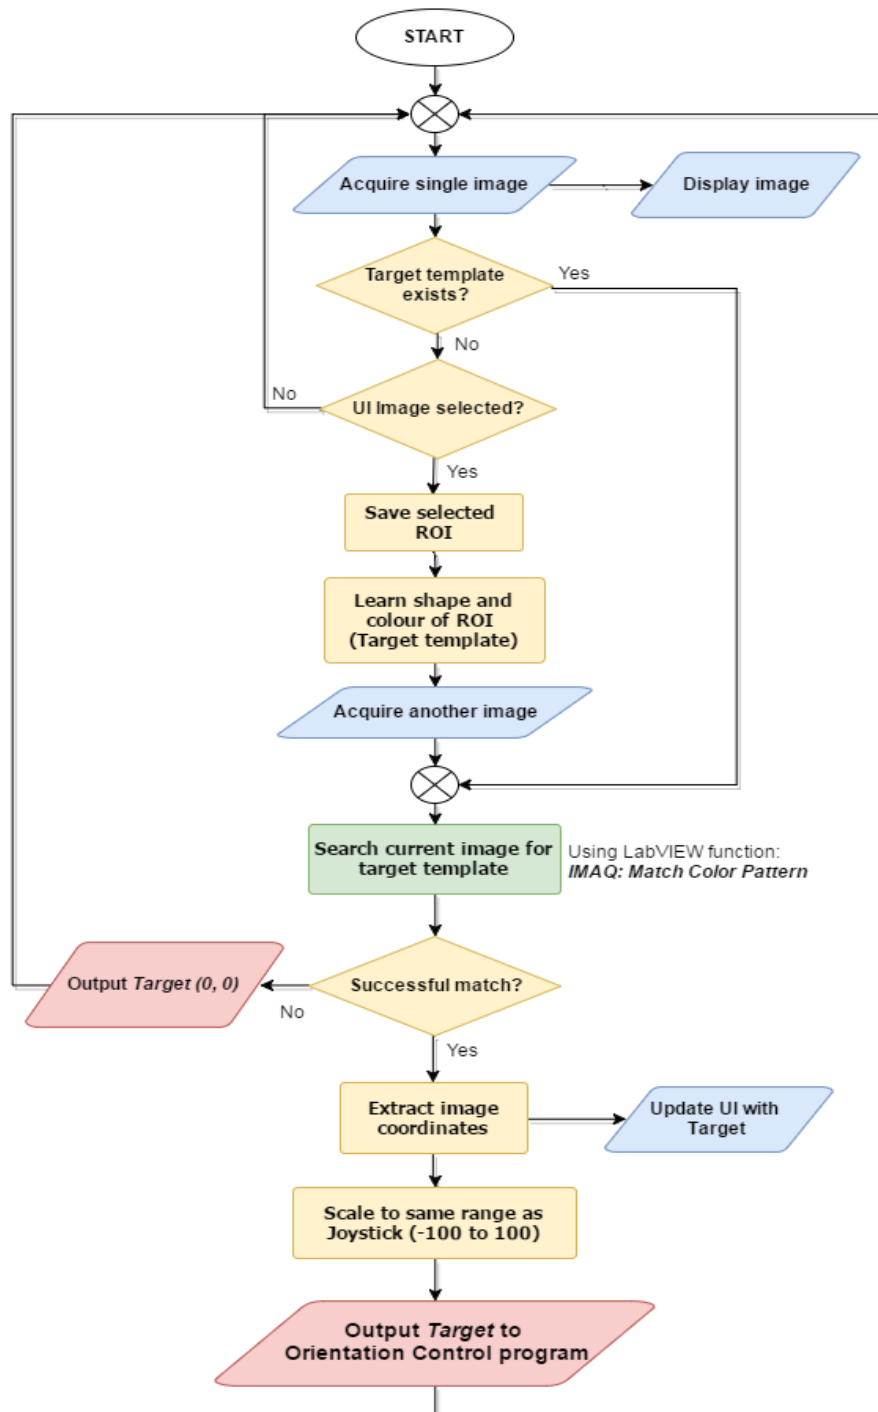 START
Acquire single image
Display image
Target template
exists?
Yes
No
No
UI Image selected?
Yes
Save selected
ROI
Learn shape and
colour of ROI
(Target template)
Acquire another image
Search current image for
target template
Using LabVIEW function:
IMAQ: Match Color Pattern
Output Target (0, 0)
Successful match?
No
Yes
Extract image
coordinates
Update UI with
Target
Scale to same range as
Joystick (-100 to 100)
Output Target to
Orientation Control program